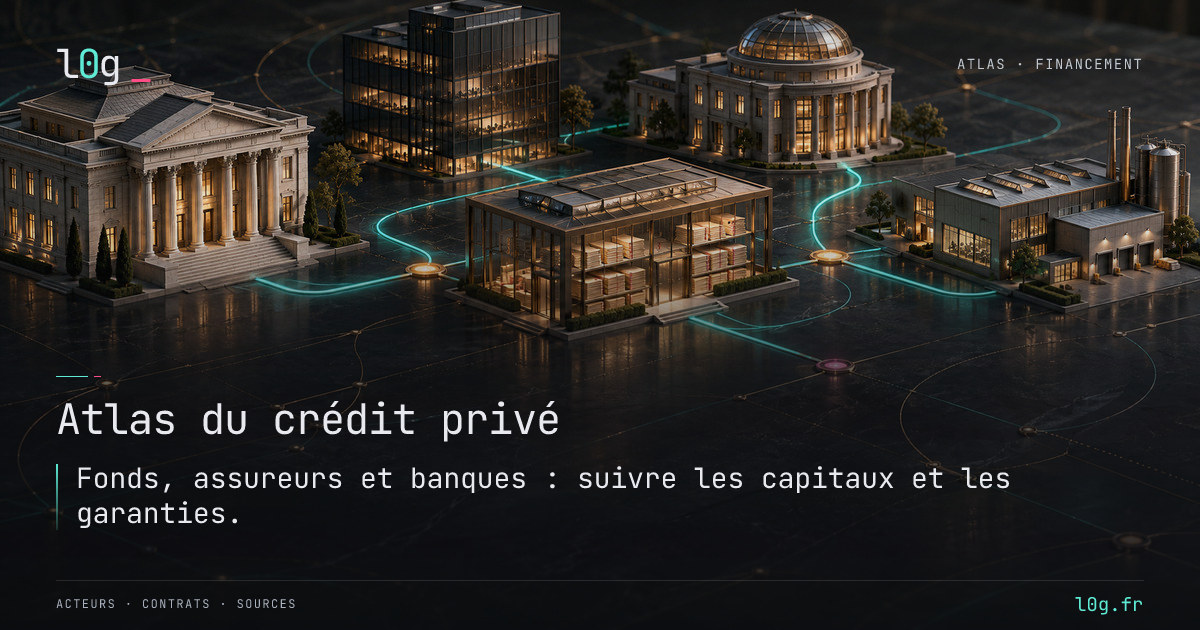 l0g_
ATLAS · FINANCEMENT
Atlas du crédit privé
Fonds, assureurs et banques : suivre les capitaux et les
garanties.
ACTEURS · CONTRATS · SOURCES
l0g.fr